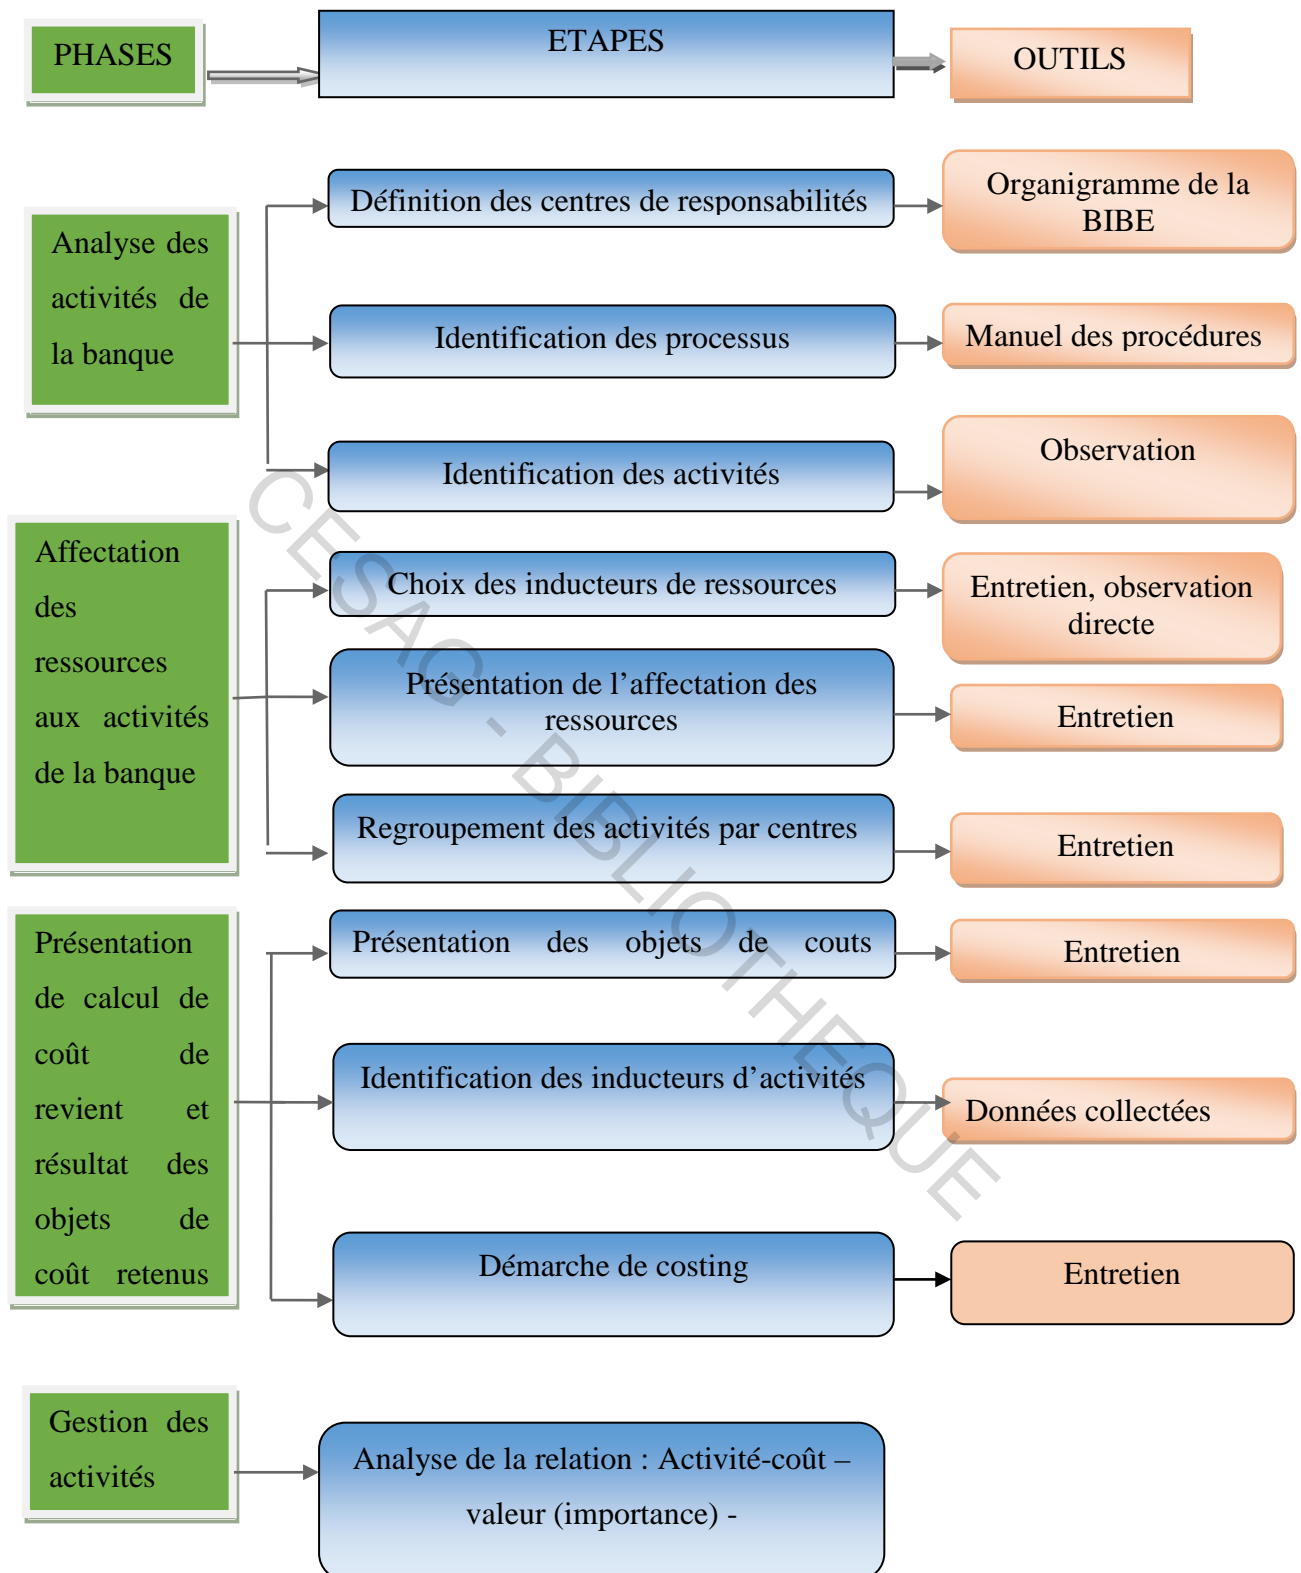 PHASES
ETAPES
OUTILS
Analyse des
activités de
la banque
Définition des centres de responsabilités
Organigramme de la
BIBE
Identification des processus
Manuel des procédures
Identification des activités
Observation
Affectation
des
ressources
aux activités
de la banque
Choix des inducteurs de ressources
Entretien, observation
directe
Présentation de l’affectation des
ressources
Entretien
Regroupement des activités par centres
Entretien
Présentation
de calcul de
coût de
revient et
résultat des
objets de
coût retenus
Présentation des objets de couts
Entretien
Identification des inducteurs d’activités
Données collectées
Démarche de costing
Entretien
Gestion des
activités
Analyse de la relation : Activité-coût –
valeur (importance) -
CESAG - BIBLIOTHEQUE